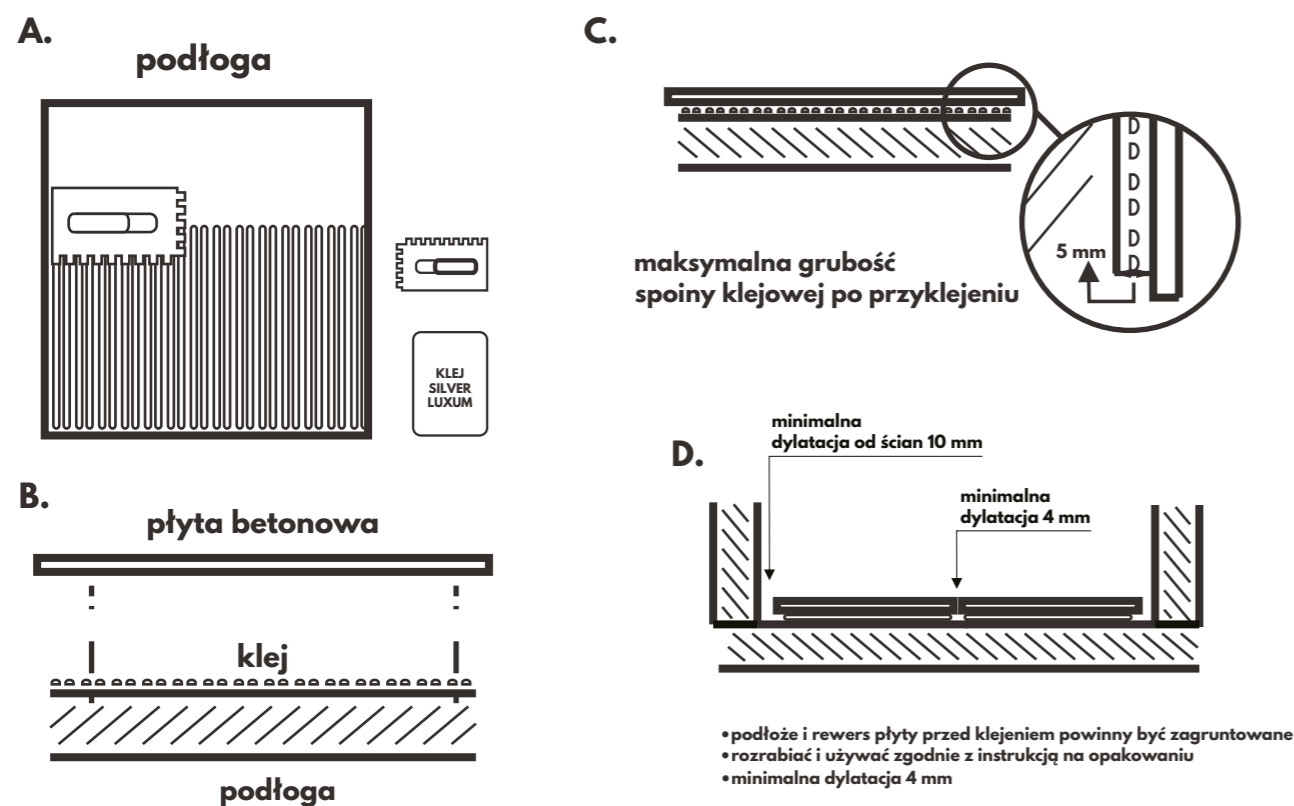 A.
podłoga
KLEJ
SILVER
LUXUM
B.
płyta betonowa
klej
podłoga
C.
5 mm
maksymalna grubość
spoiny klejowej po przyklejeniu
D.
minimalna
dylatacja od ścian 10 mm
minimalna
dylatacja 4 mm
•podłoże i rewers płyty przed klejeniem powinny być zagruntowane
•rozrabiać i używać zgodnie z instrukcją na opakowaniu
•minimalna dylatacja 4 mm